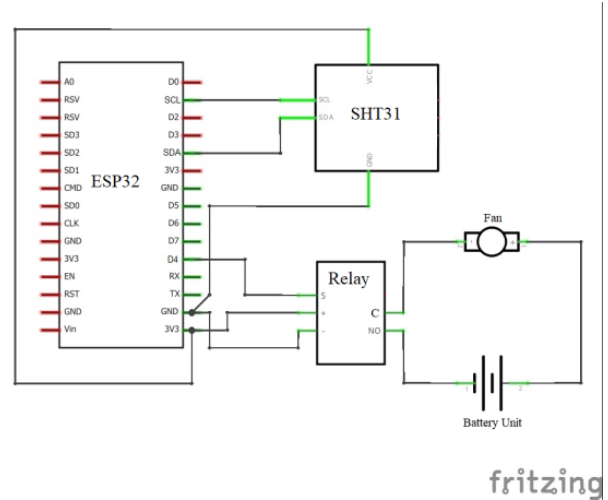 VCC
A0
RSV
RSV
SD3
SD2
SD1
CMD
SD0
CLK
GND
3V3
EN
RST
GND
Vin
ESP32
D0
SCL
D2
D3
SDA
3V3
GND
D5
D6
D7
D4
RX
TX
GND
3V3
SCL
SDA
SHT31
GND
Relay
S
+
-
C
NO
Fan
- +
Battery Unit
fritzing